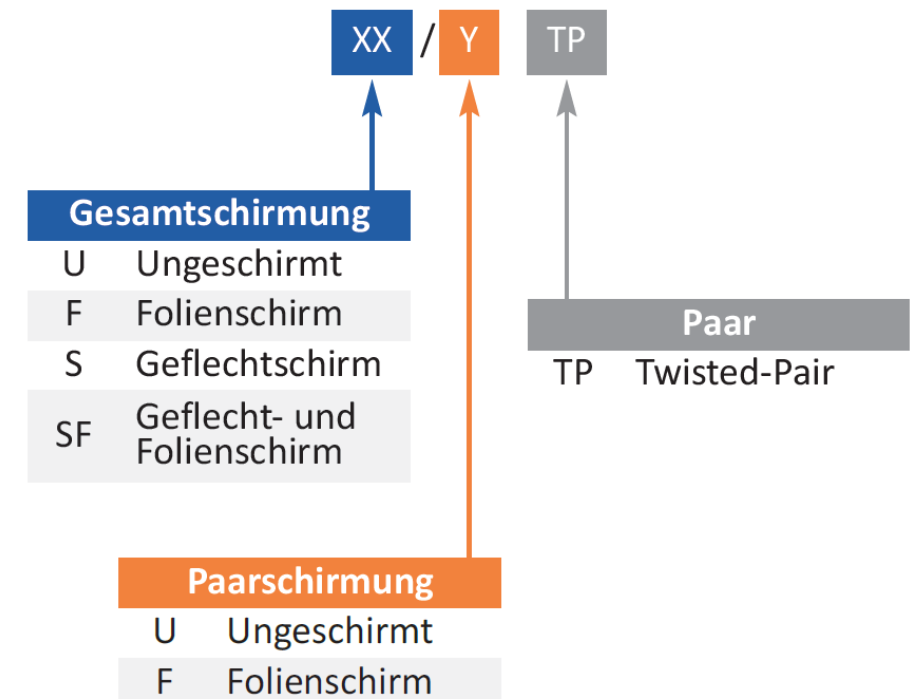 XX / Y TP
Gesamtschirmung
U Ungeschirmt
F Folienschirm
S Geflechtschirm
SF Geflecht- und
Folienschirm
Paar
TP Twisted-Pair
Paarschirmung
U Ungeschirmt
F Folienschirm